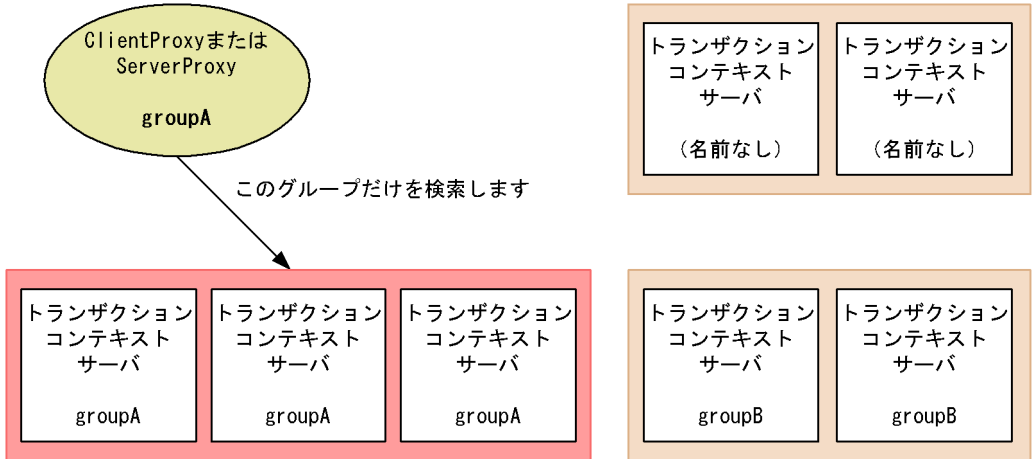 ClientProxyまたは
ServerProxy
groupA
このグループだけを検索します
トランザクション
コンテキスト
サーバ
（名前なし）
トランザクション
コンテキスト
サーバ
（名前なし）
トランザクション
コンテキスト
サーバ
groupA
トランザクション
コンテキスト
サーバ
groupA
トランザクション
コンテキスト
サーバ
groupA
トランザクション
コンテキスト
サーバ
groupB
トランザクション
コンテキスト
サーバ
groupB